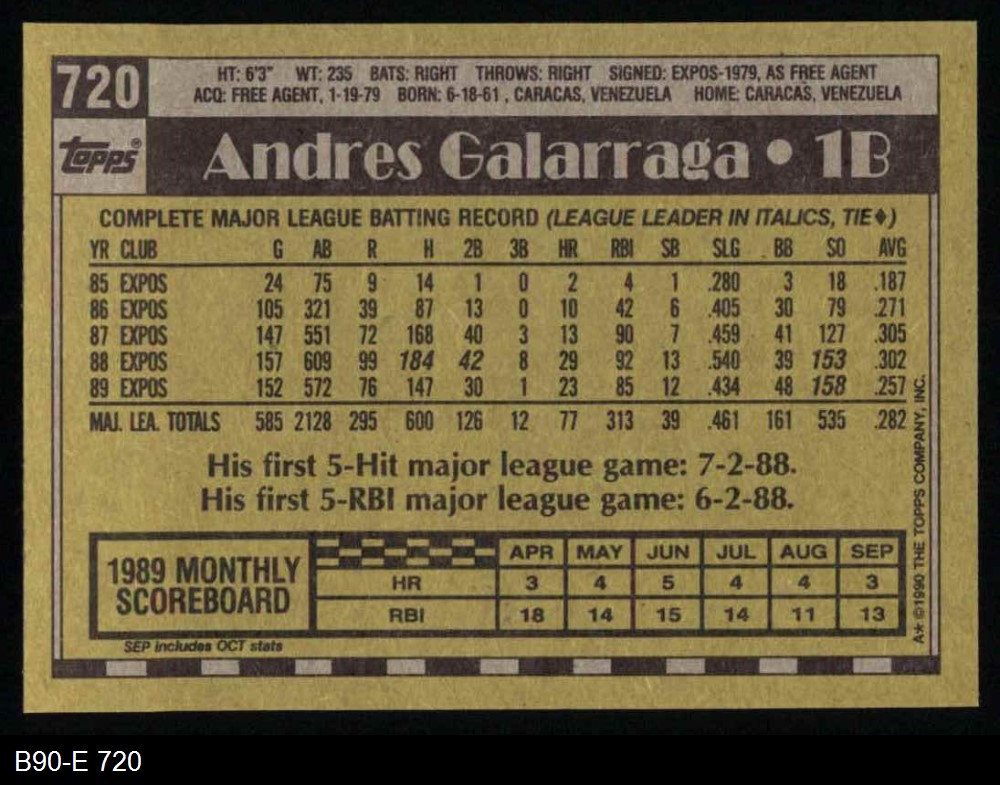 720
HT: 6'3" WT: 235 BATS: RIGHT THROWS: RIGHT SIGNED: EXPOS-1979, AS FREE AGENT
ACQ: FREE AGENT, 1-19-79 BORN: 6-18-61, CARACAS, VENEZUELA HOME: CARACAS, VENEZUELA
topps®
Andres Galarraga • 1B
COMPLETE MAJOR LEAGUE BATTING RECORD (LEAGUE LEADER IN ITALICS, TIE♦)
YR CLUB G AB R H 2B 3B HR RBI SB SLG BB SO AVG
85 EXPOS 24 75 9 14 1 0 2 4 1 .280 3 18 .187
86 EXPOS 105 321 39 87 13 0 10 42 6 .405 30 79 .271
87 EXPOS 147 551 72 168 40 3 13 90 7 .459 41 127 .305
88 EXPOS 157 609 99 184 42 8 29 92 13 .540 39 153 .302
89 EXPOS 152 572 76 147 30 1 23 85 12 .434 48 158 .257
MAJ. LEA. TOTALS 585 2128 295 600 126 12 77 313 39 .461 161 535 .282
His first 5-Hit major league game: 7-2-88.
His first 5-RBI major league game: 6-2-88.
1989 MONTHLY
SCOREBOARD
APR MAY JUN JUL AUG SEP
HR 3 4 5 4 4 3
RBI 18 14 15 14 11 13
SEP includes OCT stats
A★ ©1990 THE TOPPS COMPANY, INC.
B90-E 720